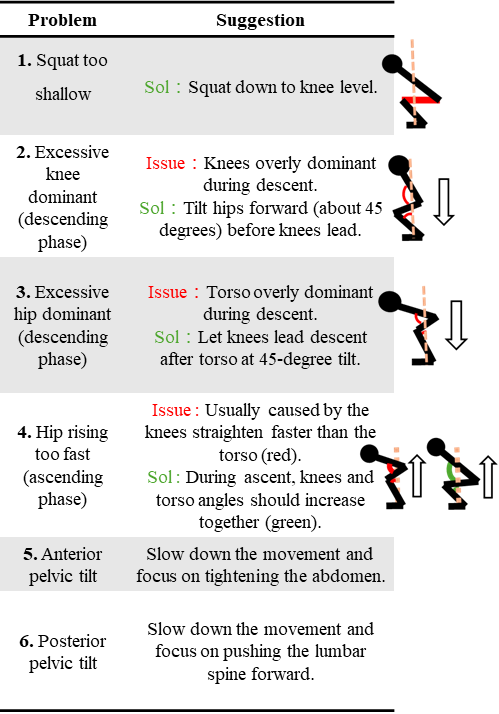 Problem
Suggestion
1. Squat too
shallow
Sol：Squat down to knee level.
2. Excessive
knee
dominant
(descending
phase)
Issue：Knees overly dominant
during descent.
Sol：Tilt hips forward (about 45
degrees) before knees lead.
3. Excessive
hip dominant
(descending
phase)
Issue：Torso overly dominant
during descent.
Sol：Let knees lead descent
after torso at 45-degree tilt.
4. Hip rising
too fast
(ascending
phase)
Issue : Usually caused by the
knees straighten faster than the
torso (red).
Sol : During ascent, knees and
torso angles should increase
together (green).
5. Anterior
pelvic tilt
Slow down the movement and
focus on tightening the abdomen.
6. Posterior
pelvic tilt
Slow down the movement and
focus on pushing the lumbar
spine forward.